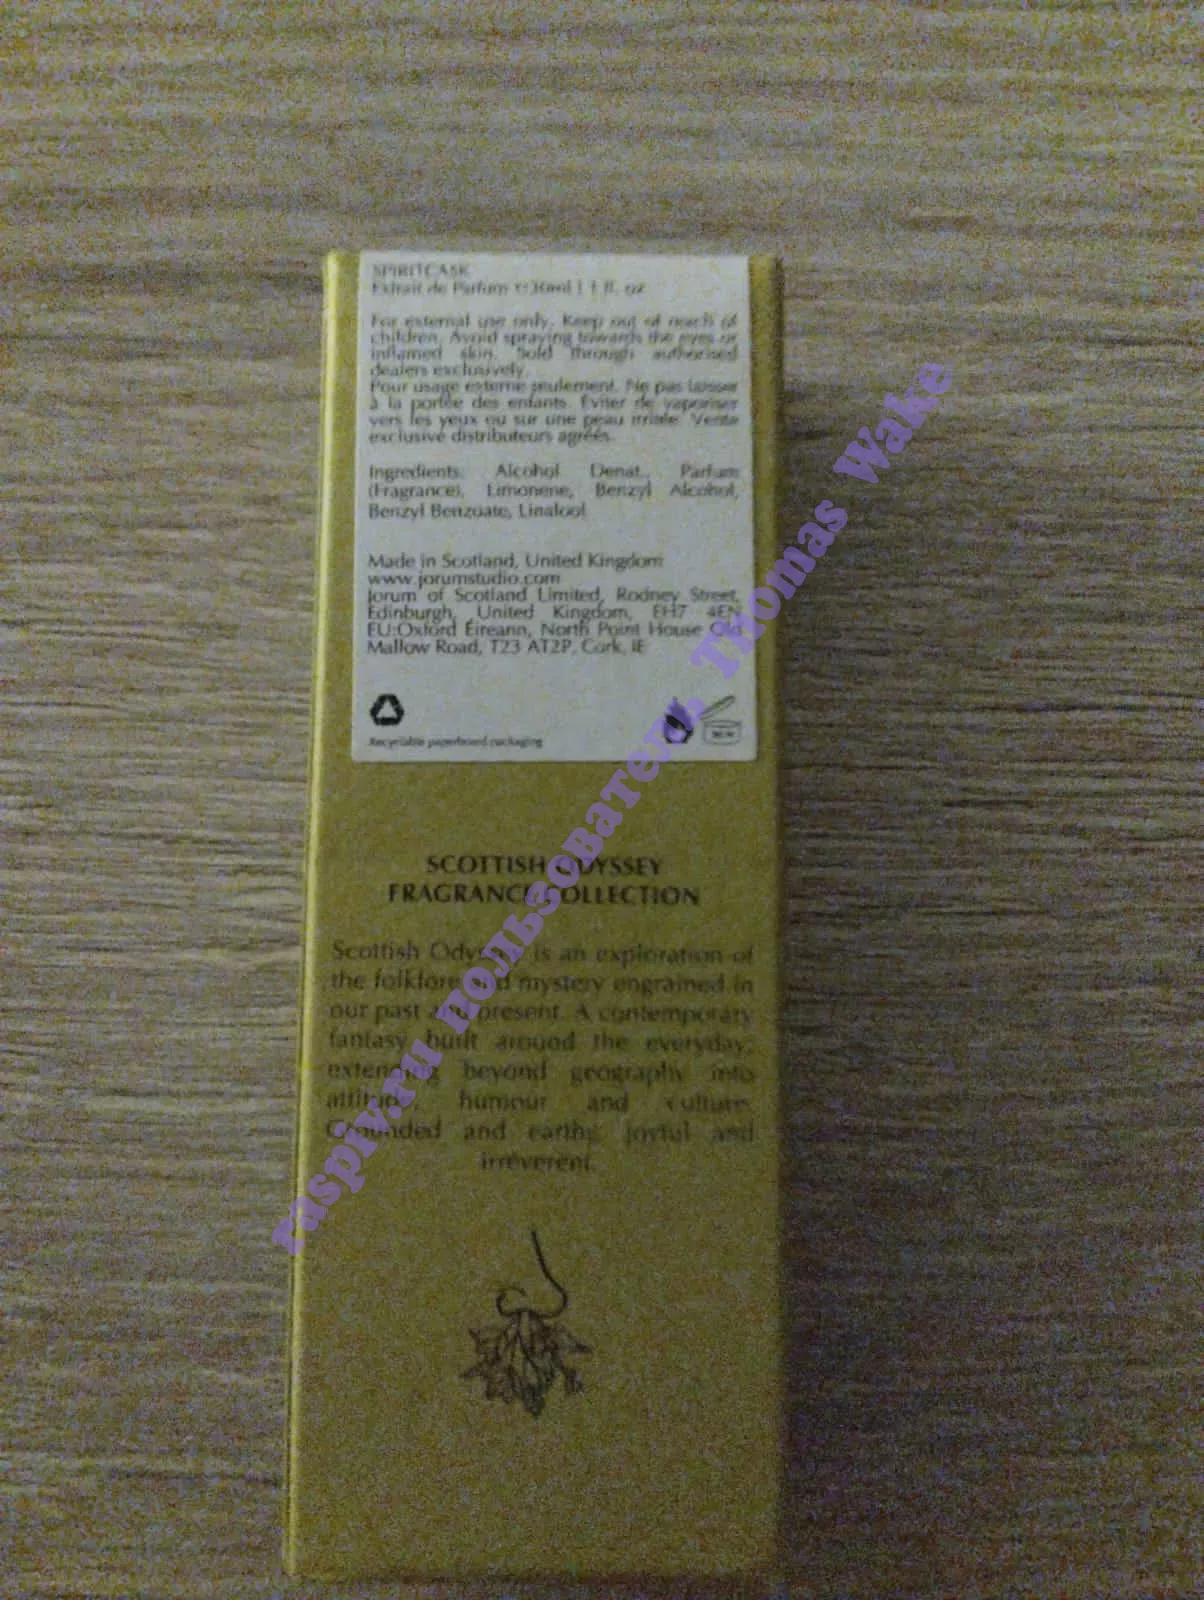 SPIRITCASK
Extrait de Parfum ℮30ml | 1 fl. oz
For external use only. Keep out of reach of
children. Avoid spraying towards the eyes or
inflamed skin. Sold through authorised
dealers exclusively.
Pour usage externe seulement. Ne pas laisser
à la portée des enfants. Éviter de vaporiser
vers les yeux ou sur une peau irritée. Vente
exclusive distributeurs agréés.
Ingredients: Alcohol Denat., Parfum
(Fragrance), Limonene, Benzyl Alcohol,
Benzyl Benzoate, Linalool
Made in Scotland, United Kingdom
www.jorumstudio.com
Jorum of Scotland Limited, Rodney Street,
Edinburgh, United Kingdom, EH7 4EN
EU:Oxford Éireann, North Point House Old
Mallow Road, T23 AT2P, Cork, IE
Recyclable paperboard packaging
SCOTTISH ODYSSEY
FRAGRANCE COLLECTION
Scottish Odyssey is an exploration of
the folklore and mystery engrained in
our past and present. A contemporary
fantasy built around the everyday,
extending beyond geography into
attitude, humour and culture.
Grounded and earthy, joyful and
irreverent.
raspiv.ru пользователь: Thomas Wake